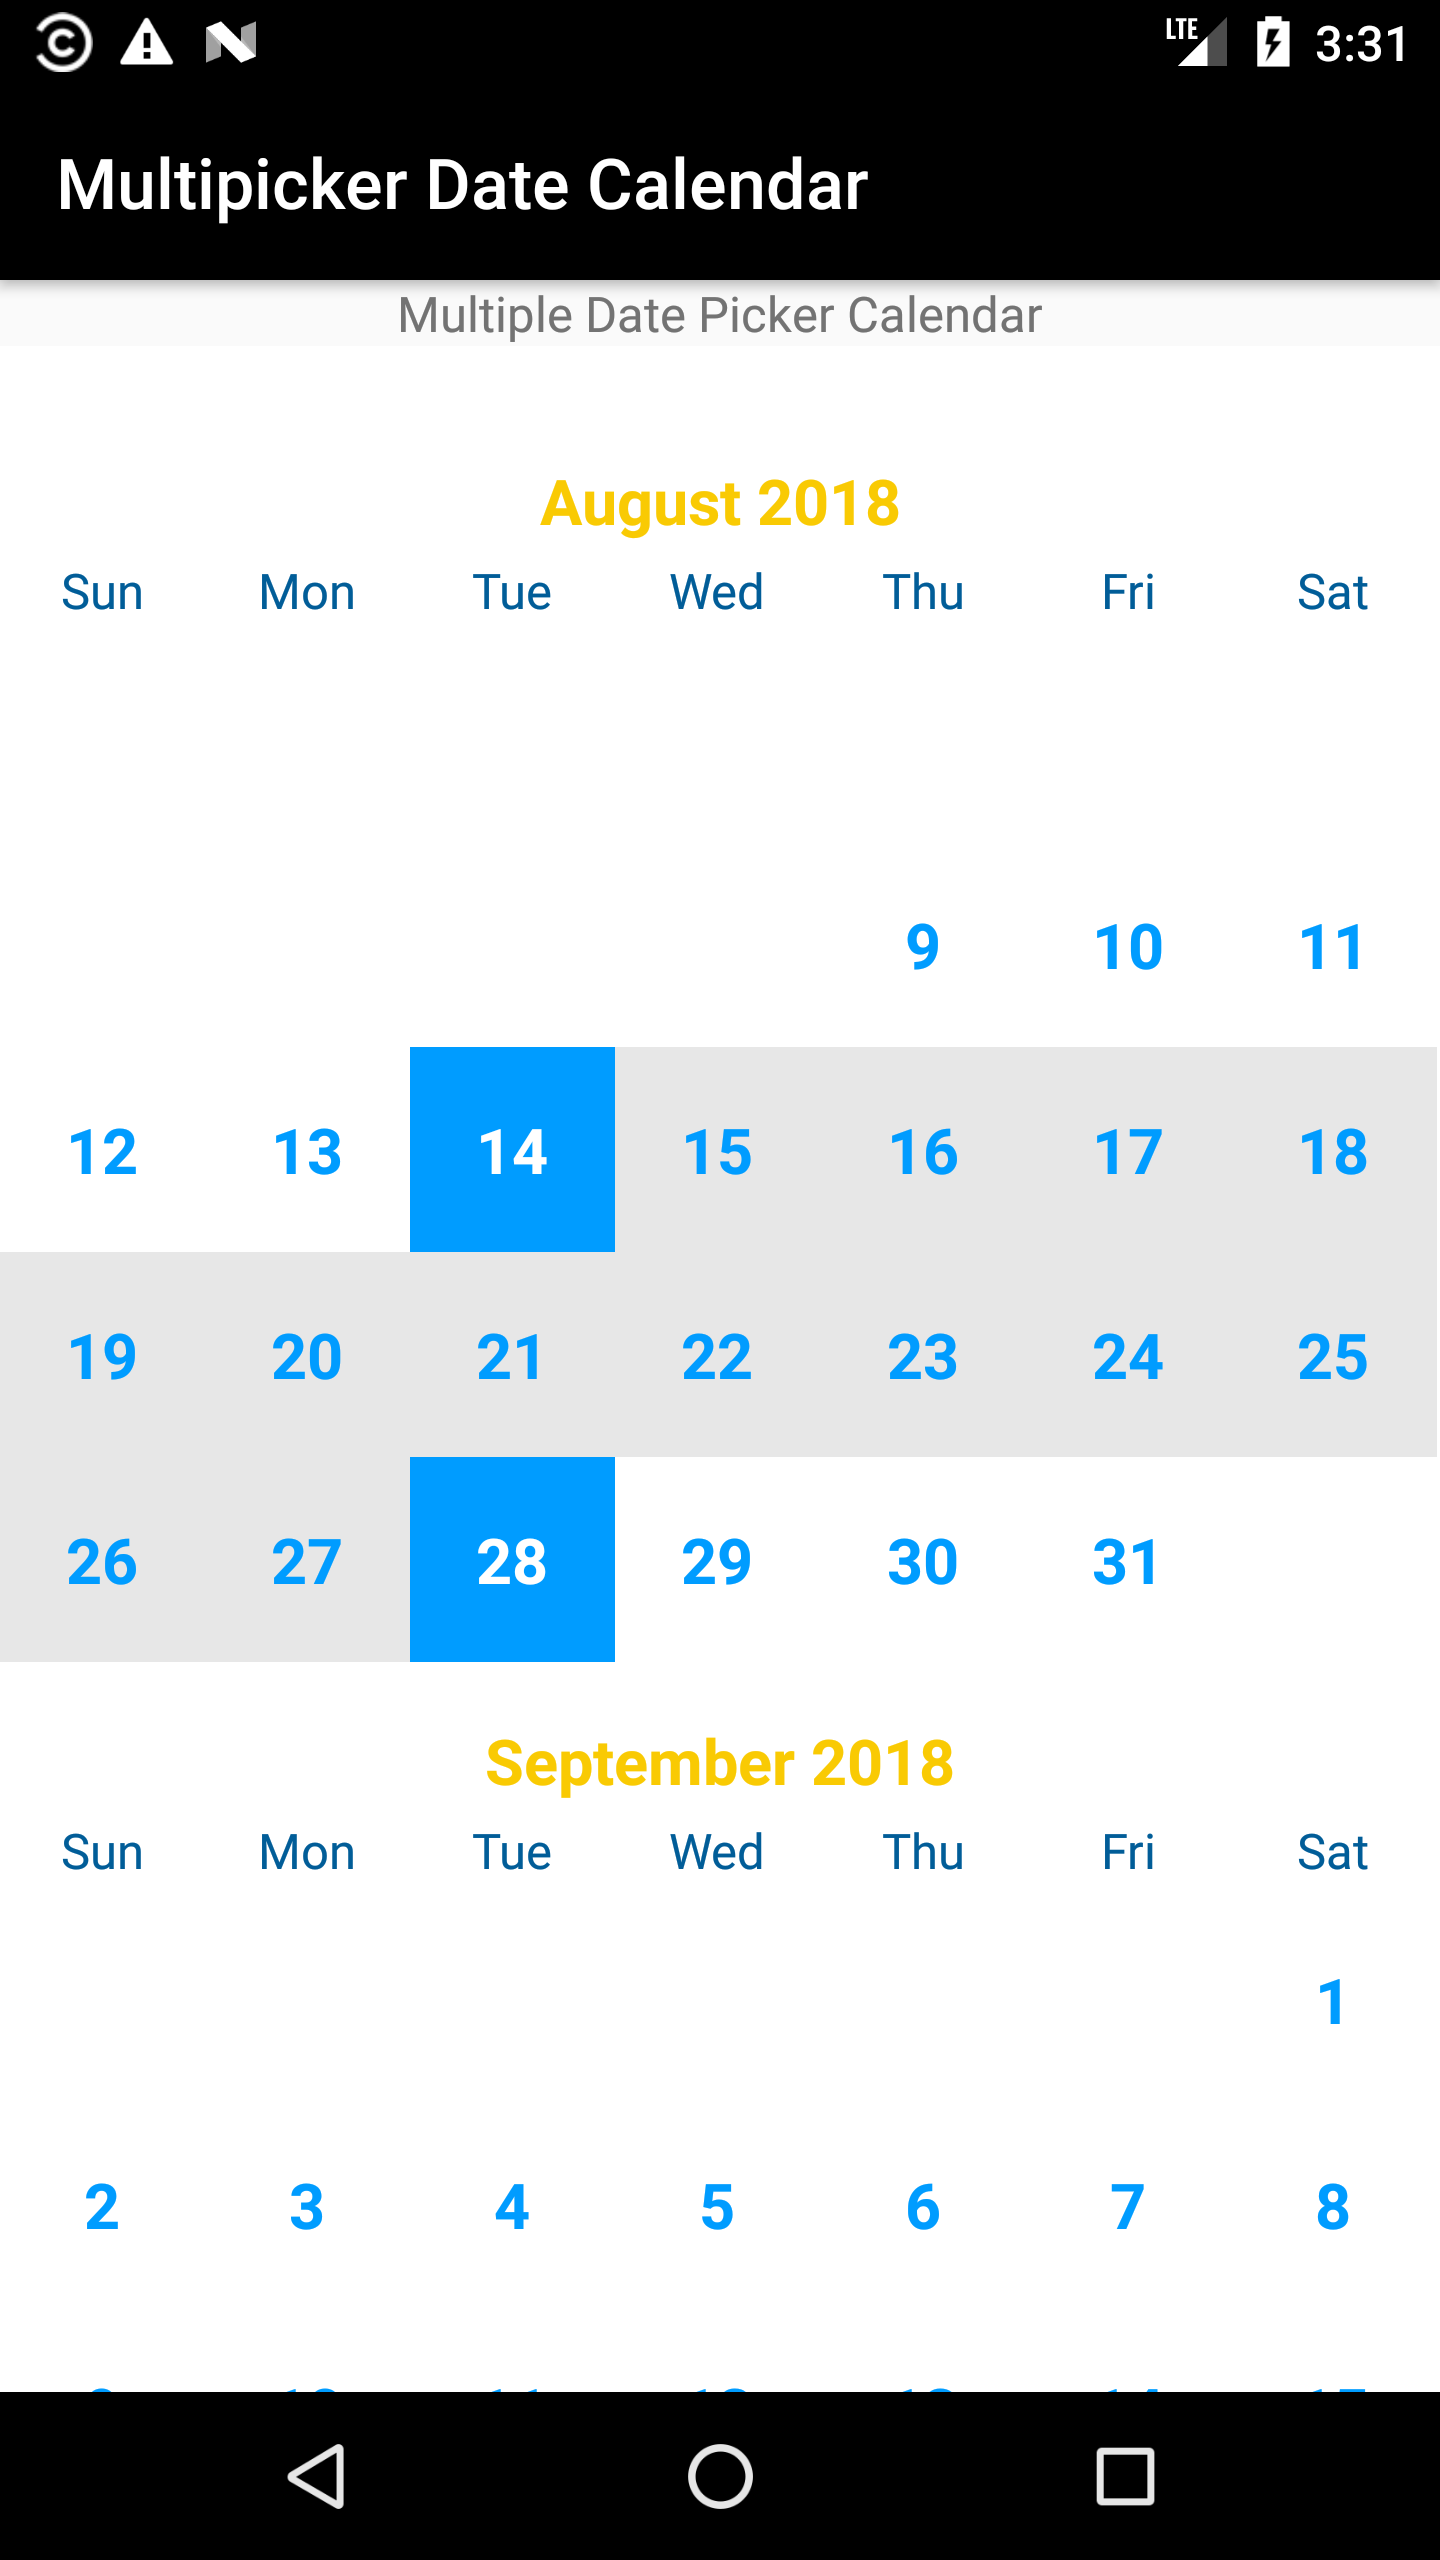 LTE 3:31
Multipicker Date Calendar
Multiple Date Picker Calendar
August 2018
Sun Mon Tue Wed Thu Fri Sat
9 10 11
12 13 14 15 16 17 18
19 20 21 22 23 24 25
26 27 28 29 30 31
September 2018
Sun Mon Tue Wed Thu Fri Sat
1
2 3 4 5 6 7 8